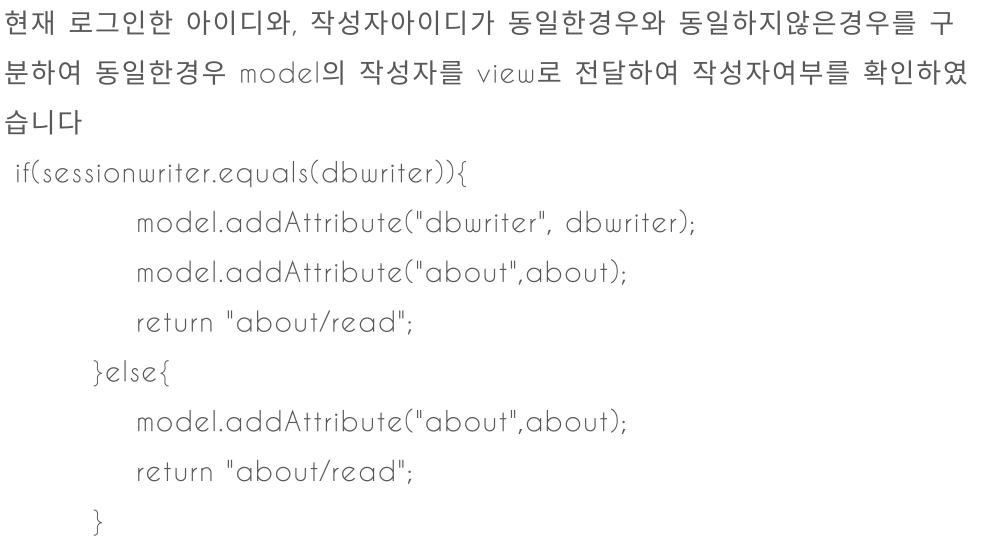 현재 로그인한 아이디와, 작성자아이디가 동일한경우와 동일하지않은경우를 구
분하여 동일한경우 model의 작성자를 view로 전달하여 작성자여부를 확인하였
습니다
if(sessionwriter.equals(dbwriter)){
model.addAttribute("dbwriter", dbwriter);
model.addAttribute("about",about);
return "about/read";
}else{
model.addAttribute("about",about);
return "about/read";
}